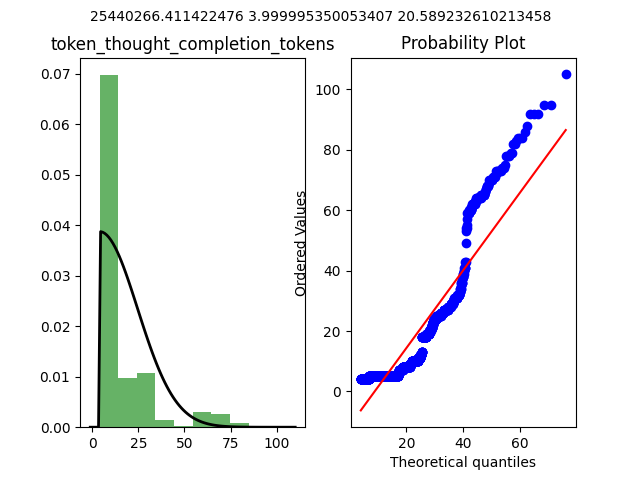 25440266.411422476 3.999995350053407 20.589232610213458
token_thought_completion_tokens
Probability Plot
0.07
0.06
0.05
0.04
0.03
0.02
0.01
0.00
0 25 50 75 100
Ordered Values
100
80
60
40
20
0
20 40 60
Theoretical quantiles